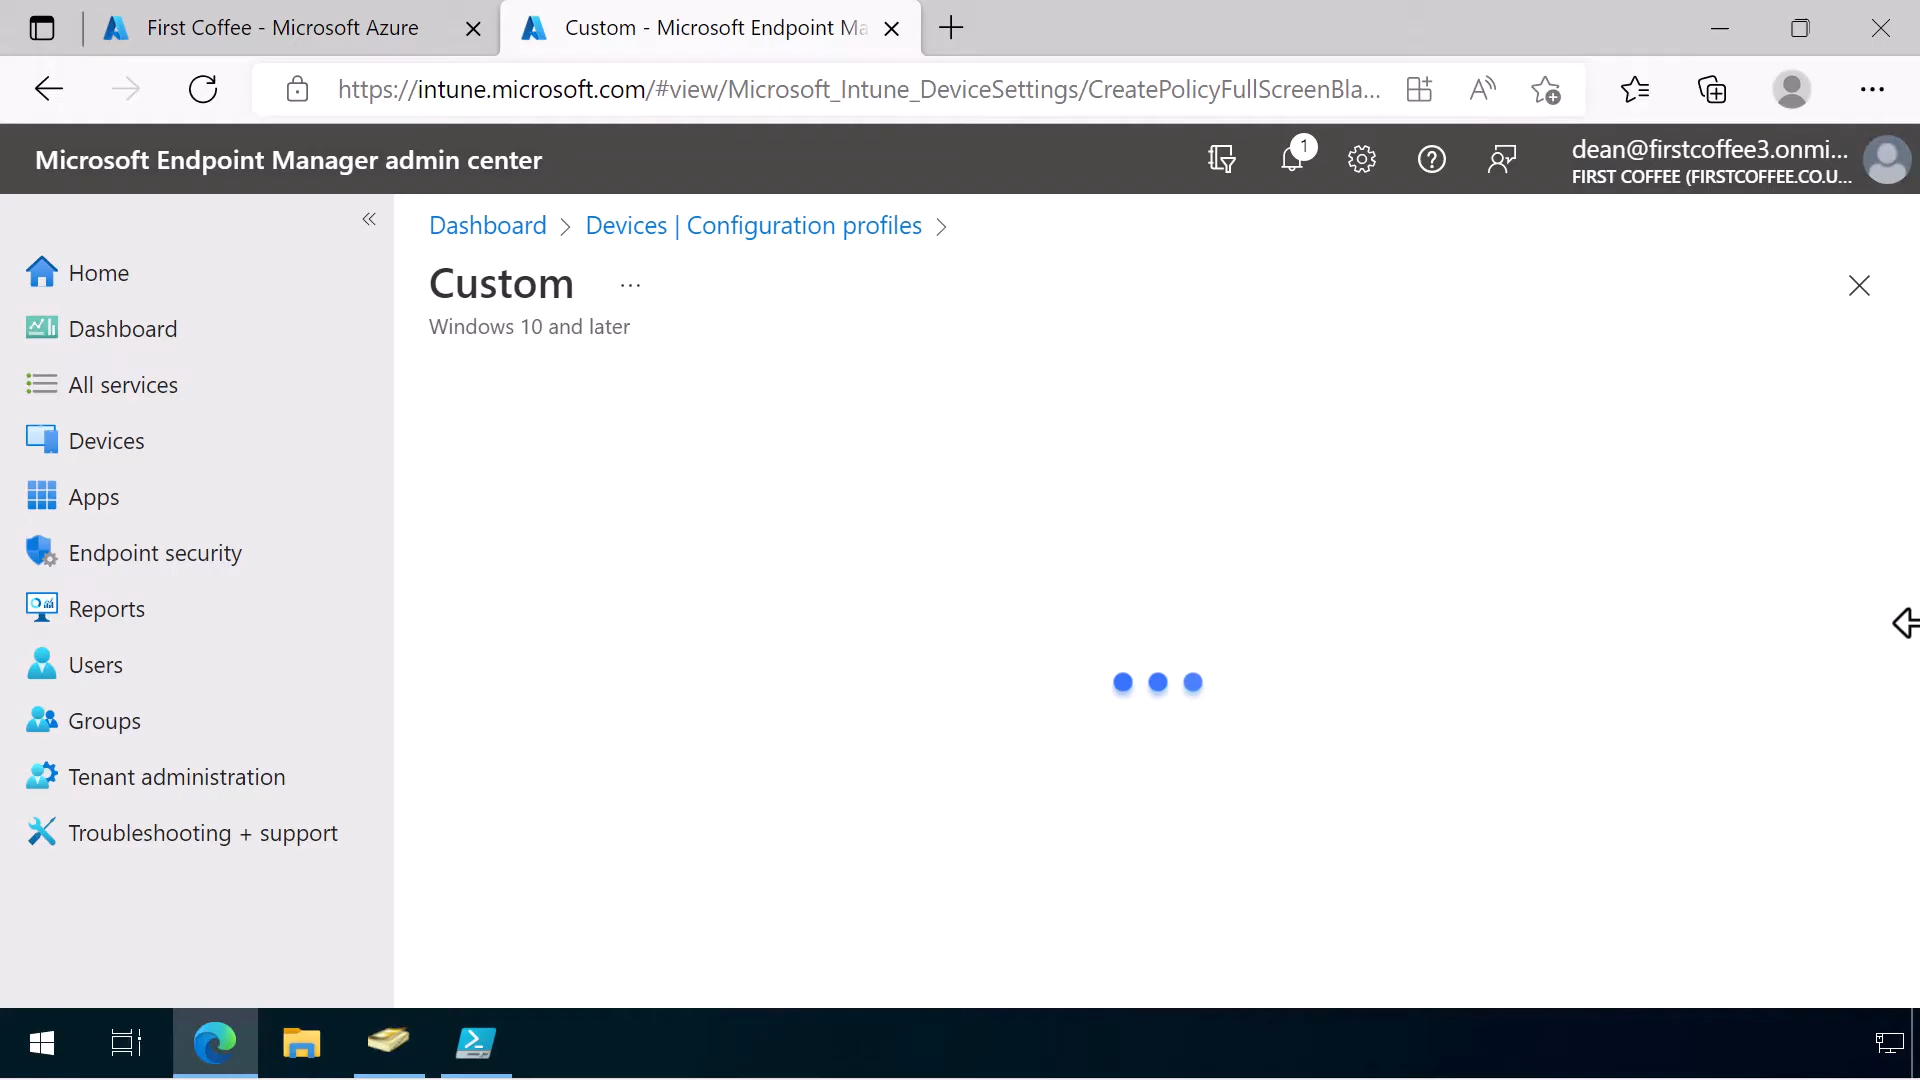 First Coffee - Microsoft Azure
Custom - Microsoft Endpoint Ma
https://intune.microsoft.com/#view/Microsoft_Intune_DeviceSettings/CreatePolicyFullScreenBla...
Microsoft Endpoint Manager admin center
1
dean@firstcoffee3.onmi...
FIRST COFFEE (FIRSTCOFFEE.CO.U...
Dashboard > Devices | Configuration profiles >
Custom ...
Windows 10 and later
Home
Dashboard
All services
Devices
Apps
Endpoint security
Reports
Users
Groups
Tenant administration
Troubleshooting + support